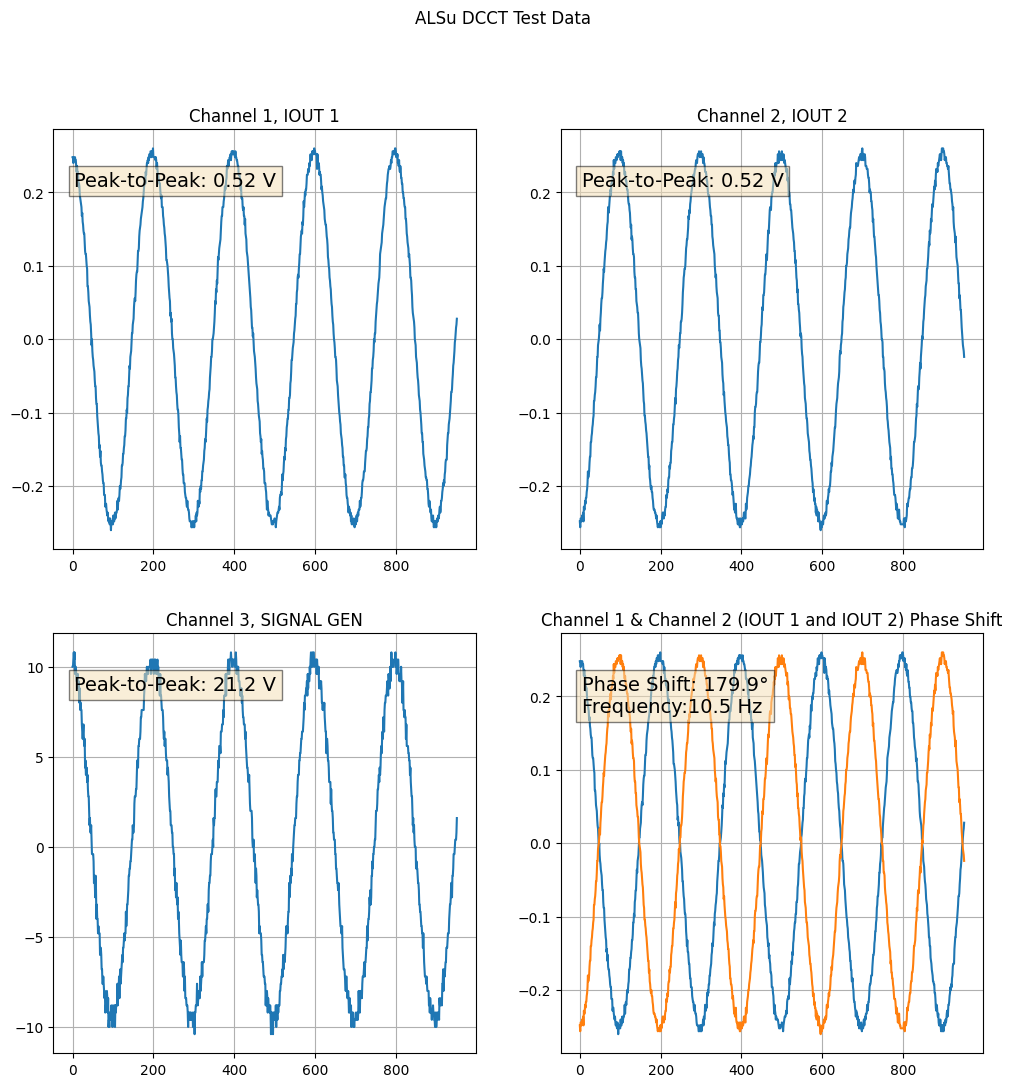 ALSu DCCT Test Data
Channel 1, IOUT 1
Peak-to-Peak: 0.52 V
0.2
0.1
0.0
−0.1
−0.2
0 200 400 600 800
Channel 2, IOUT 2
Peak-to-Peak: 0.52 V
0.2
0.1
0.0
−0.1
−0.2
0 200 400 600 800
Channel 3, SIGNAL GEN
Peak-to-Peak: 21.2 V
10
5
0
−5
−10
0 200 400 600 800
Channel 1 & Channel 2 (IOUT 1 and IOUT 2) Phase Shift
Phase Shift: 179.9°
Frequency:10.5 Hz
0.2
0.1
0.0
−0.1
−0.2
0 200 400 600 800